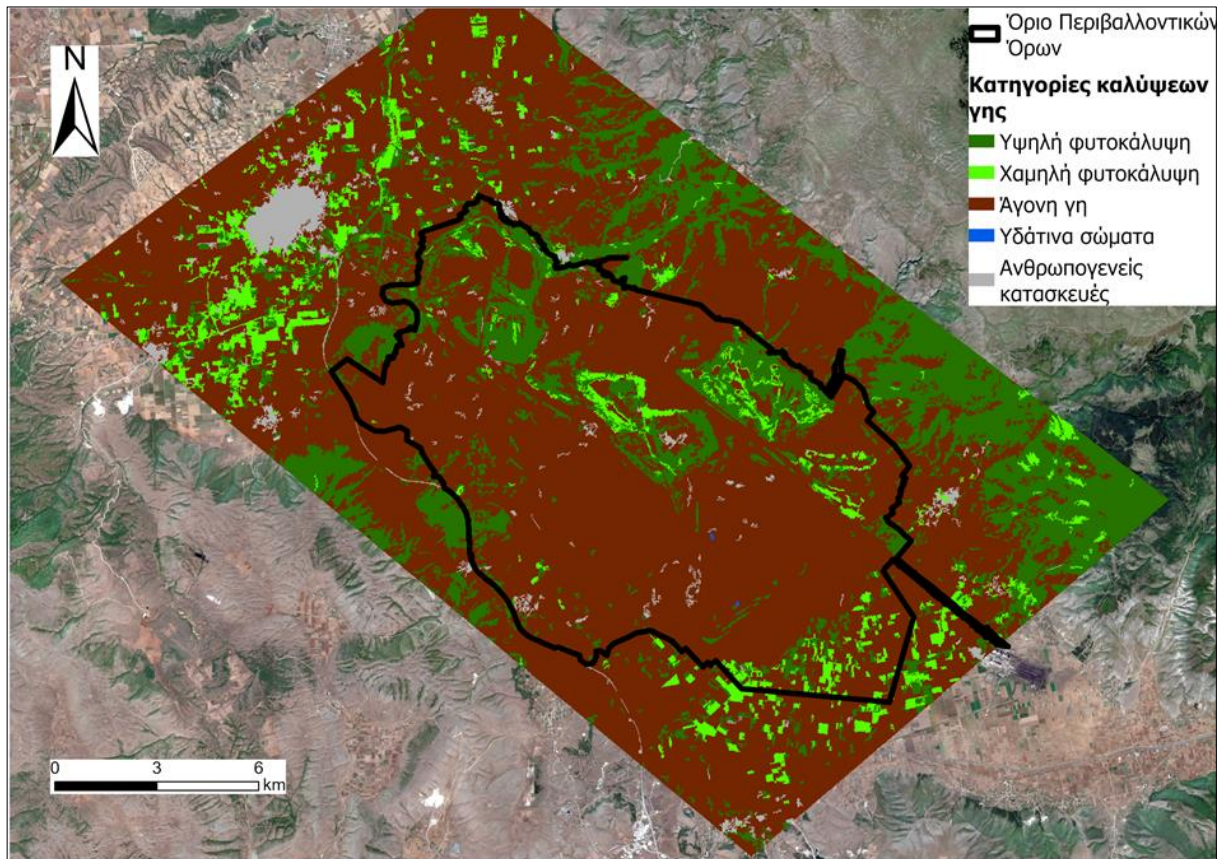 N
Όριο Περιβαλλοντικών
Όρων
Κατηγορίες καλύψεων
γης
Υψηλή φυτοκάλυψη
Χαμηλή φυτοκάλυψη
Άγονη γη
Υδάτινα σώματα
Ανθρωπογενείς
κατασκευές
0 3 6
km